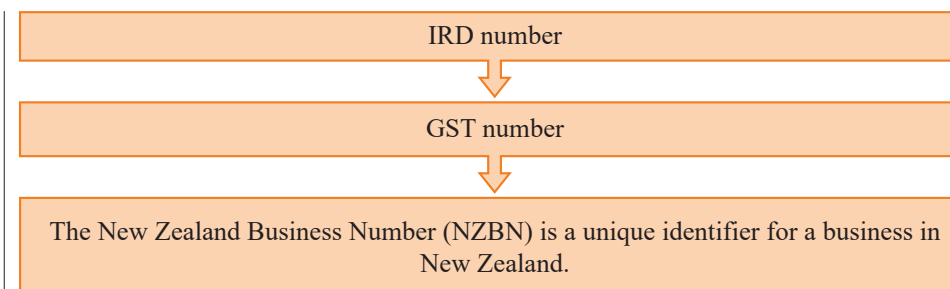 IRD number
GST number
The New Zealand Business Number (NZBN) is a unique identifier for a business in
New Zealand.